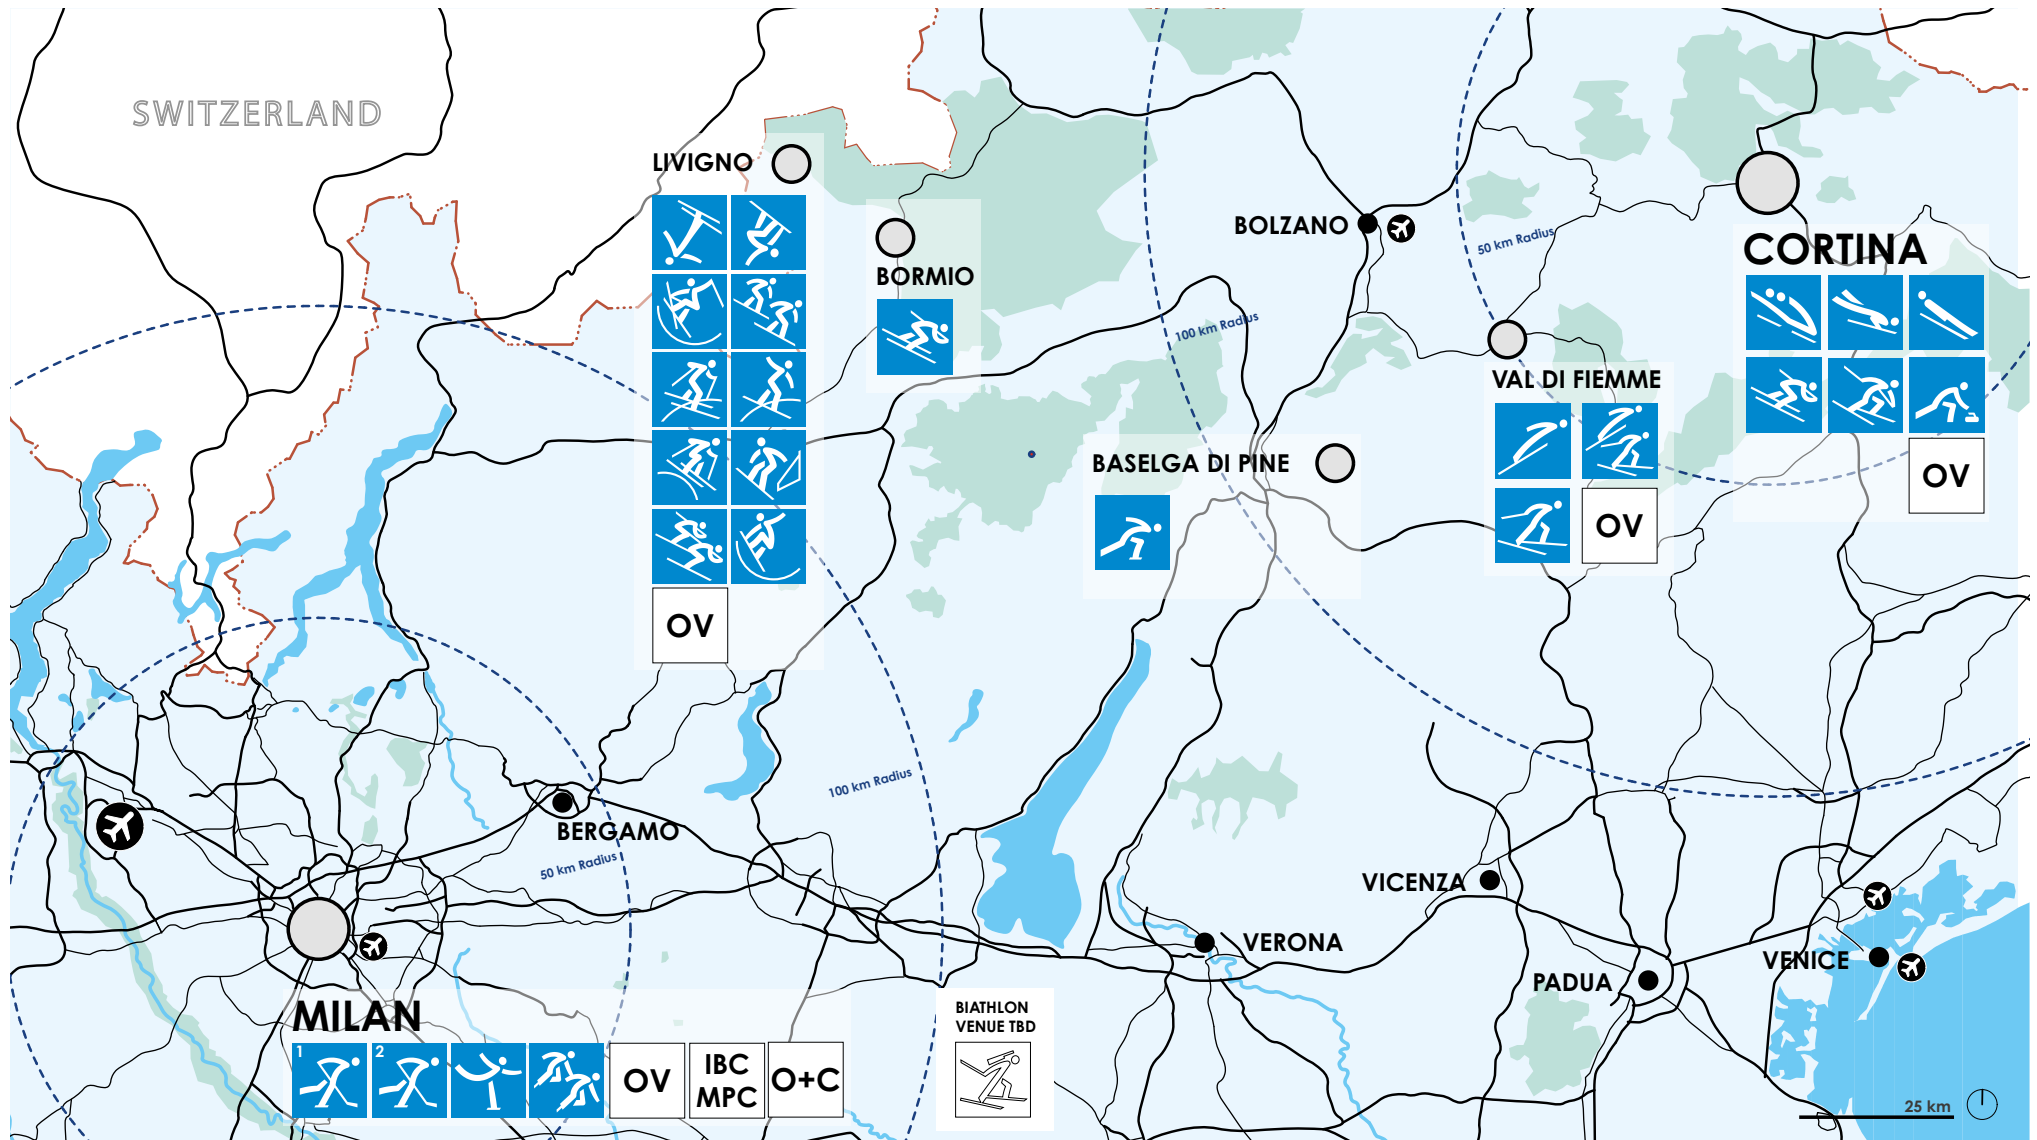 SWITZERLAND
LIVIGNO
BORMIO
BOLZANO
50 km Radius
CORTINA
100 km Radius
VAL DI FIEMME
BASELGA DI PINE
OV
OV
OV
100 km Radius
BERGAMO
50 km Radius
VICENZA
VERONA
PADUA
VENICE
MILAN
1
2
OV
IBC
MPC
O+C
BIATHLON
VENUE TBD
25 km